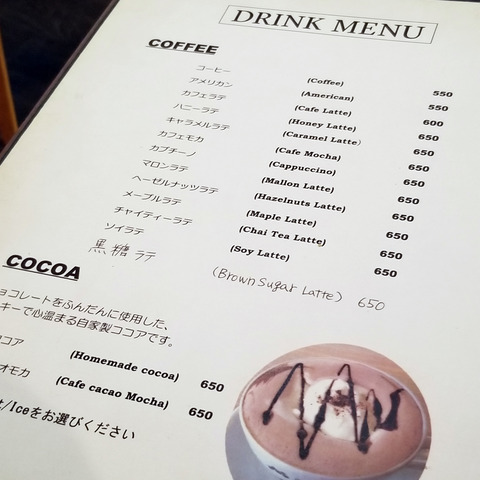 DRINK MENU
COFFEE
コーヒー (Coffee) 550
アメリカン (American) 550
カフェラテ (Cafe Latte) 600
ハニーラテ (Honey Latte) 650
キャラメルラテ (Caramel Latte) 650
カフェモカ (Cafe Mocha) 650
カプチーノ (Cappuccino) 650
マロンラテ (Mallon Latte) 650
ヘーゼルナッツラテ (Hazelnuts Latte) 650
メープルラテ (Maple Latte) 650
チャイティーラテ (Chai Tea Latte) 650
ソイラテ (Soy Latte) 650
黒糖ラテ (Brown Sugar Latte) 650
COCOA
ョコレートをふんだんに使用した、
キーで心温まる自家製ココアです。
ココア (Homemade cocoa) 650
オモカ (Cafe cacao Mocha) 650
t/Iceをお選びください